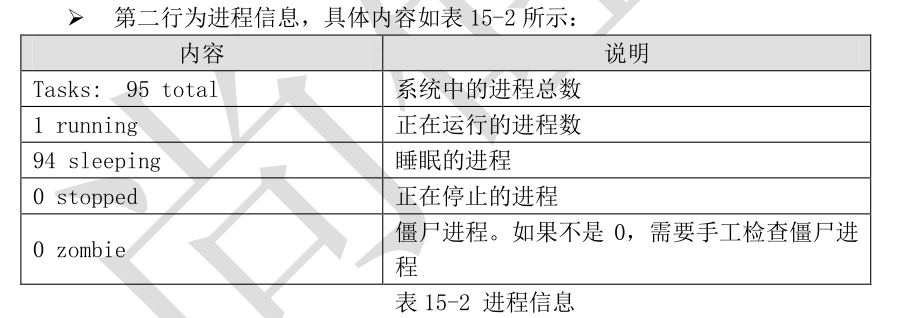 ➢ 第二行为进程信息，具体内容如表 15-2 所示：
内容 说明
Tasks: 95 total 系统中的进程总数
1 running 正在运行的进程数
94 sleeping 睡眠的进程
0 stopped 正在停止的进程
0 zombie 僵尸进程。如果不是 0，需要手工检查僵尸进
程
表 15-2 进程信息